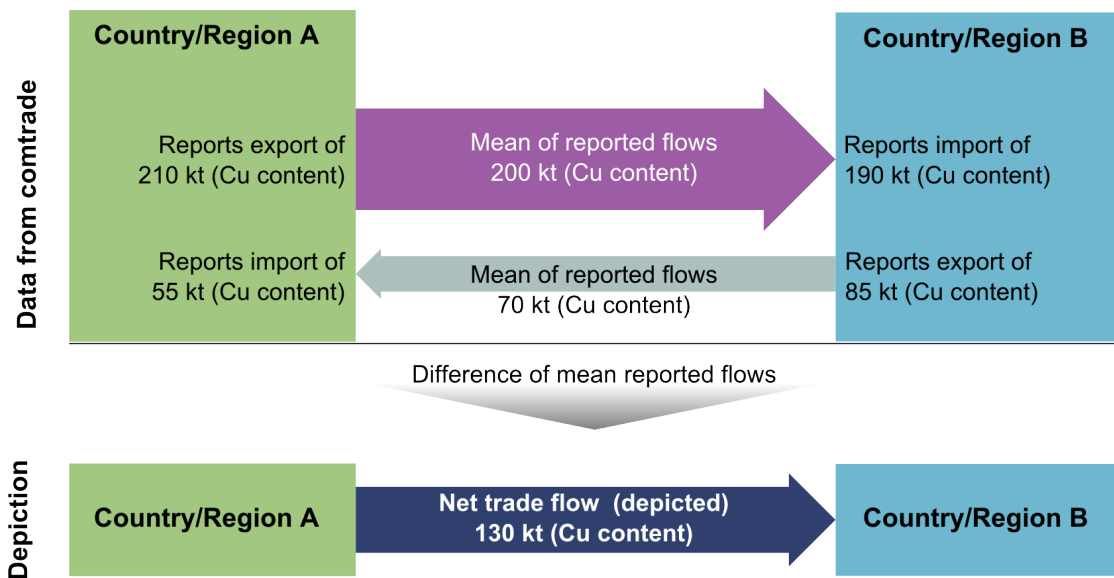 Data from comtrade
Country/Region A
Country/Region B
Reports export of
210 kt (Cu content)
Mean of reported flows
200 kt (Cu content)
Reports import of
190 kt (Cu content)
Reports import of
55 kt (Cu content)
Mean of reported flows
70 kt (Cu content)
Reports export of
85 kt (Cu content)
Difference of mean reported flows
Depiction
Country/Region A
Net trade flow (depicted)
130 kt (Cu content)
Country/Region B